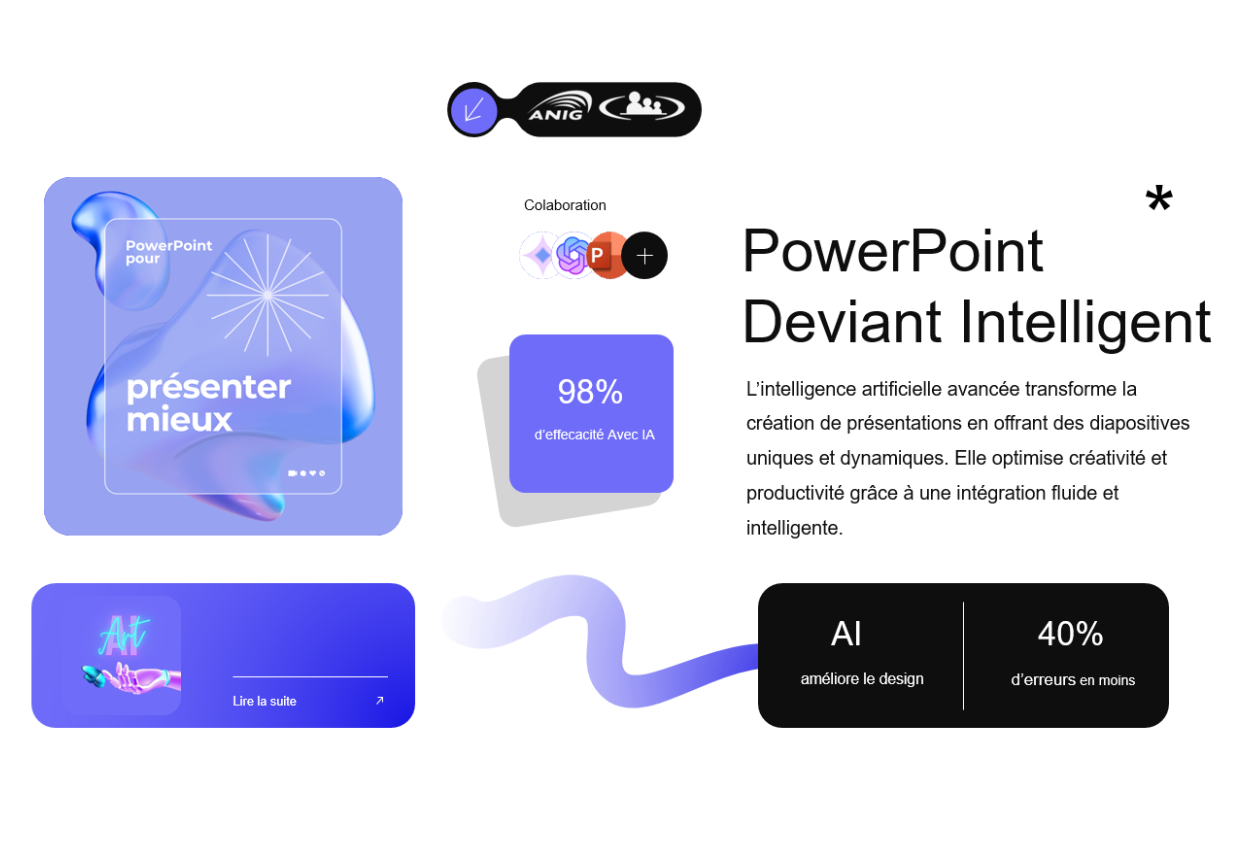 ANIG
PowerPoint
pour
présenter
mieux
Colaboration
P
98%
d'effecacité Avec IA
*
PowerPoint
Deviant Intelligent
L’intelligence artificielle avancée transforme la
création de présentations en offrant des diapositives
uniques et dynamiques. Elle optimise créativité et
productivité grâce à une intégration fluide et
intelligente.
AI
Art
Lire la suite
AI
améliore le design
40%
d’erreurs en moins